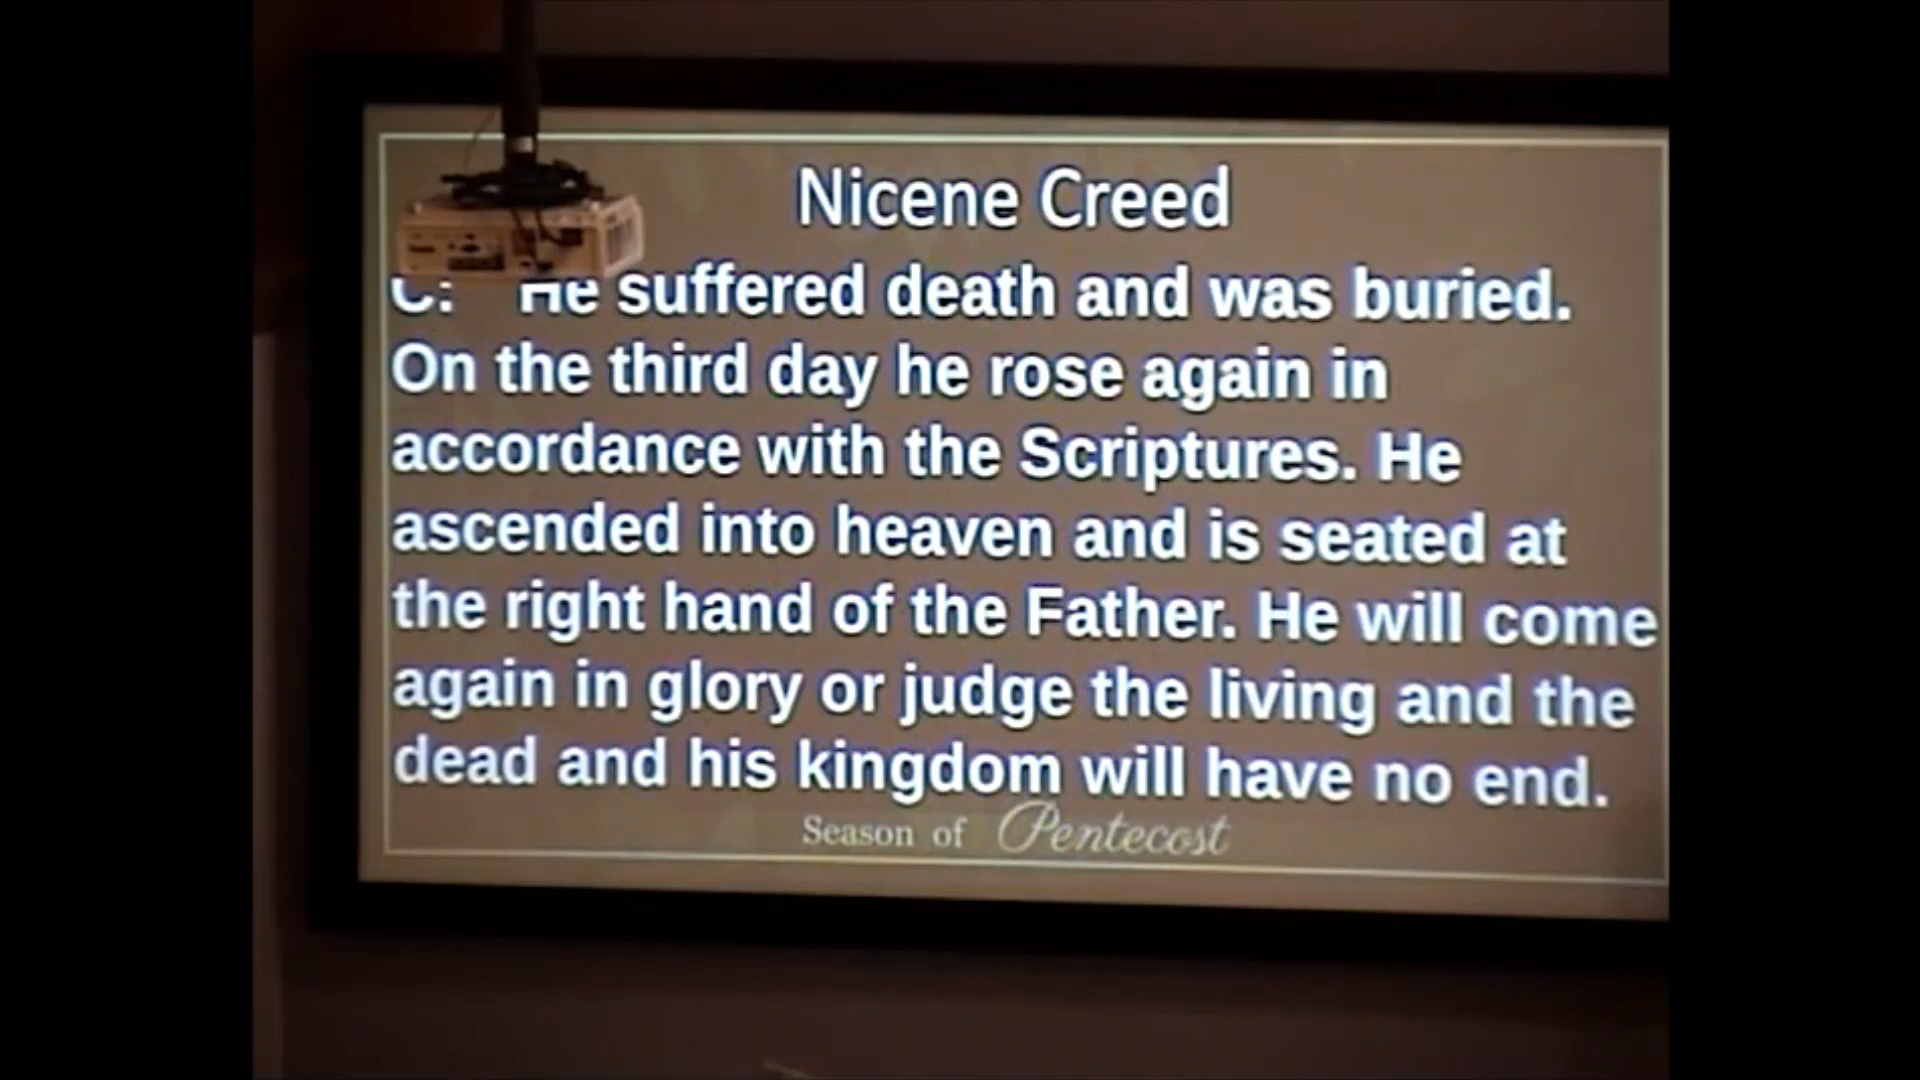 Nicene Creed
C: He suffered death and was buried.
On the third day he rose again in
accordance with the Scriptures. He
ascended into heaven and is seated at
the right hand of the Father. He will come
again in glory or judge the living and the
dead and his kingdom will have no end.
Season of Pentecost